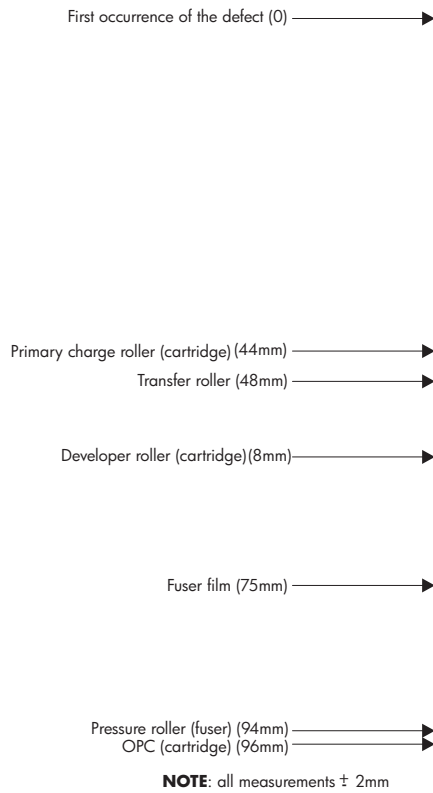 First occurrence of the defect (0)
Primary charge roller (cartridge) (44mm)
Transfer roller (48mm)
Developer roller (cartridge)(8mm)
Fuser film (75mm)
Pressure roller (fuser) (94mm)
OPC (cartridge) (96mm)
NOTE: all measurements ± 2mm